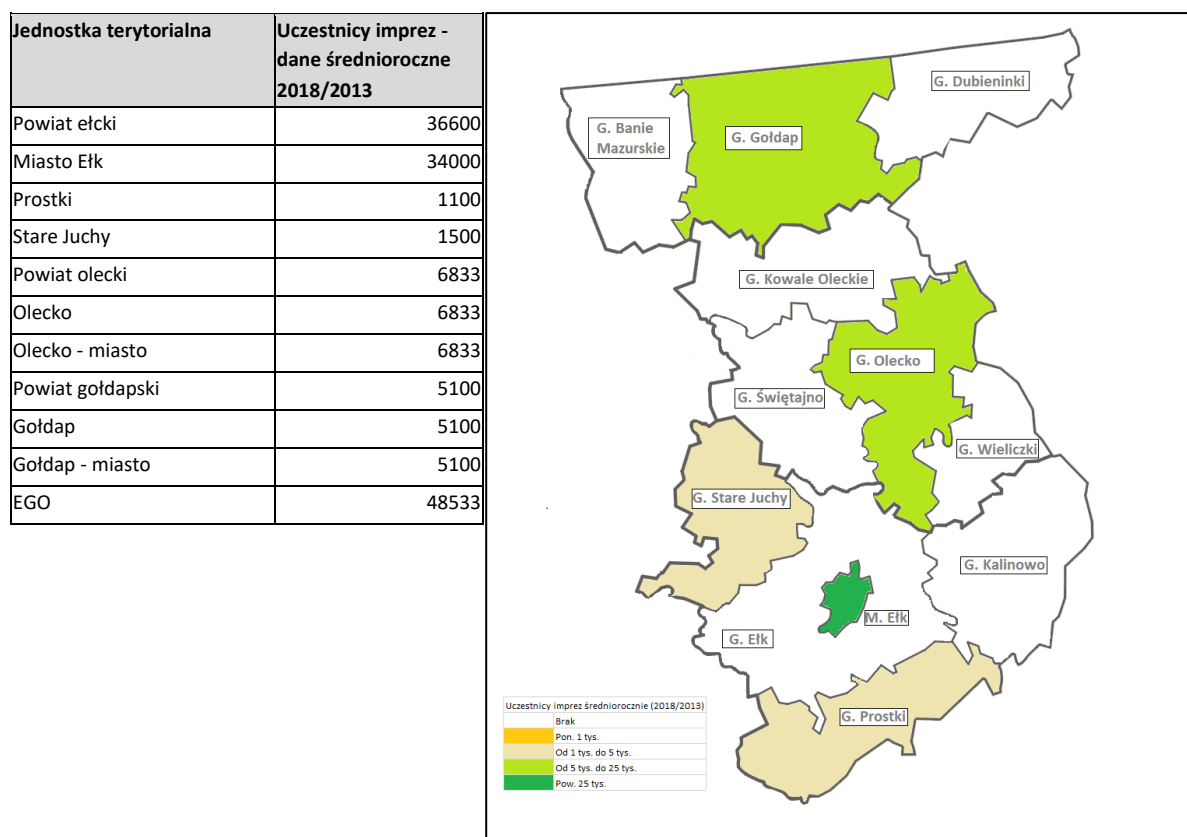 Jednostka terytorialna
Uczestnicy imprez -
dane średnioroczne
2018/2013
Powiat ełcki 36600
Miasto Ełk 34000
Prostki 1100
Stare Juchy 1500
Powiat olecki 6833
Olecko 6833
Olecko - miasto 6833
Powiat gołdapski 5100
Gołdap 5100
Gołdap - miasto 5100
EGO 48533
G. Dubieninki
G. Banie
Mazurskie
G. Gołdap
G. Kowale Oleckie
G. Olecko
G. Świętajno
G. Wieliczki
G. Stare Juchy
G. Kalinowo
M. Ełk
G. Ełk
G. Prostki
Uczestnicy imprez średniorocznie (2018/2013)
Brak
Pon. 1 tys.
Od 1 tys. do 5 tys.
Od 5 tys. do 25 tys.
Pow. 25 tys.